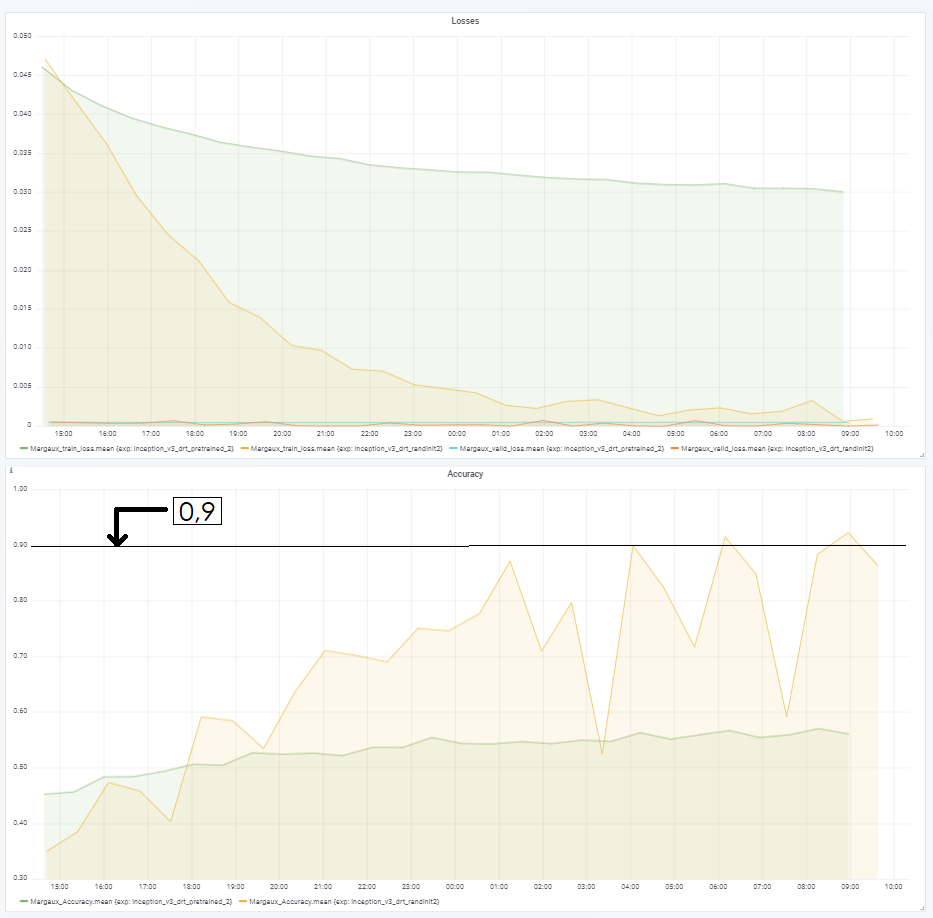 Losses
0.050
0.045
0.040
0.035
0.030
0.025
0.020
0.015
0.010
0.005
0
15:00 16:00 17:00 18:00 19:00 20:00 21:00 22:00 23:00 00:00 01:00 02:00 03:00 04:00 05:00 06:00 07:00 08:00 09:00 10:00
Margaux_train_loss.mean {exp: inception_v3_drt_pretrained_2} Margaux_train_loss.mean {exp: inception_v3_drt_randinit2} Margaux_valid_loss.mean {exp: inception_v3_drt_pretrained_2} Margaux_valid_loss.mean {exp: inception_v3_drt_randinit2}
i
Accuracy
1.00
0,9
0.90
0.80
0.70
0.60
0.50
0.40
0.30
15:00 16:00 17:00 18:00 19:00 20:00 21:00 22:00 23:00 00:00 01:00 02:00 03:00 04:00 05:00 06:00 07:00 08:00 09:00 10:00
Margaux_Accuracy.mean {exp: inception_v3_drt_pretrained_2} Margaux_Accuracy.mean {exp: inception_v3_drt_randinit2}